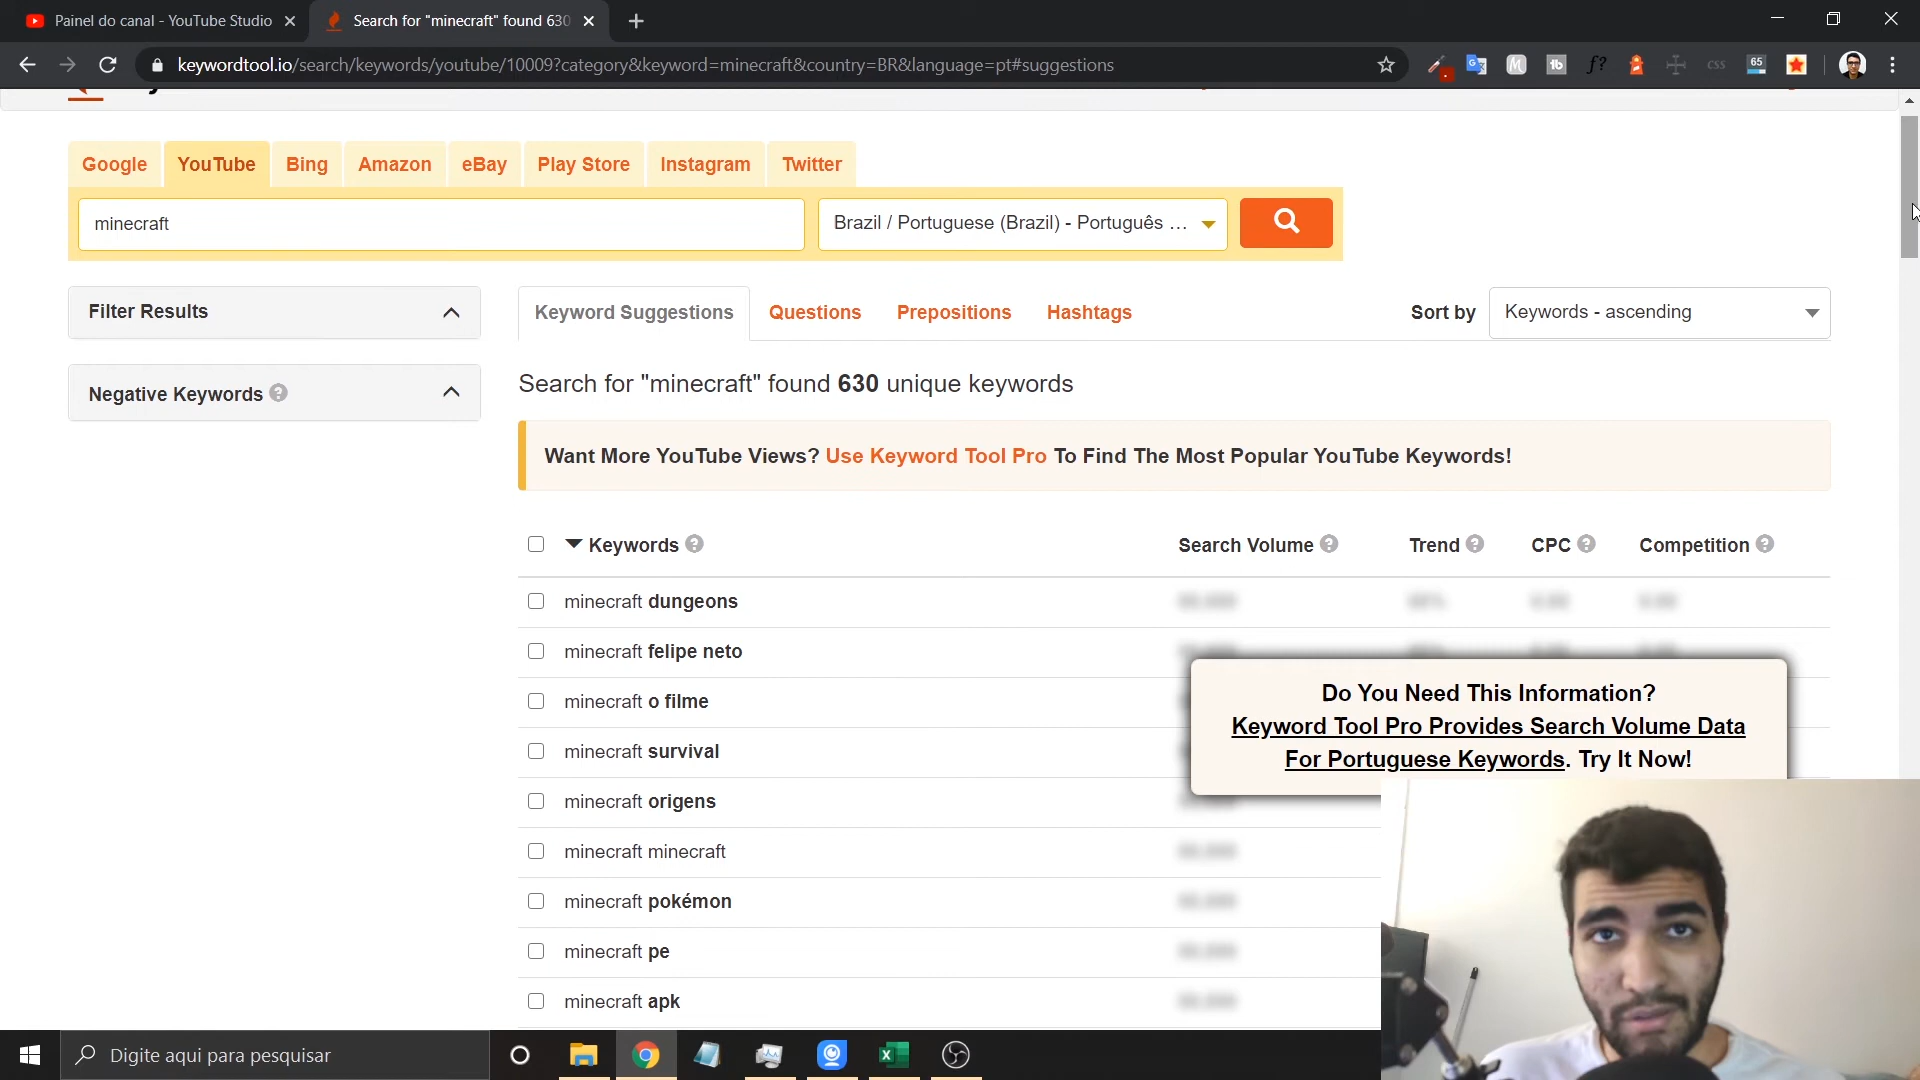 Painel do canal - YouTube Studio
Search for "minecraft" found 630
keywordtool.io/search/keywords/youtube/10009?category&keyword=minecraft&country=BR&language=pt#suggestions
Google YouTube Bing Amazon eBay Play Store Instagram Twitter
minecraft
Brazil / Portuguese (Brazil) - Português ...
Filter Results
Negative Keywords
Keyword Suggestions Questions Prepositions Hashtags
Sort by Keywords - ascending
Search for "minecraft" found 630 unique keywords
Want More YouTube Views? Use Keyword Tool Pro To Find The Most Popular YouTube Keywords!
Keywords Search Volume Trend CPC Competition
minecraft dungeons
minecraft felipe neto
minecraft o filme
minecraft survival
minecraft origens
minecraft minecraft
minecraft pokémon
minecraft pe
minecraft apk
Do You Need This Information?
Keyword Tool Pro Provides Search Volume Data
For Portuguese Keywords. Try It Now!
Digite aqui para pesquisar